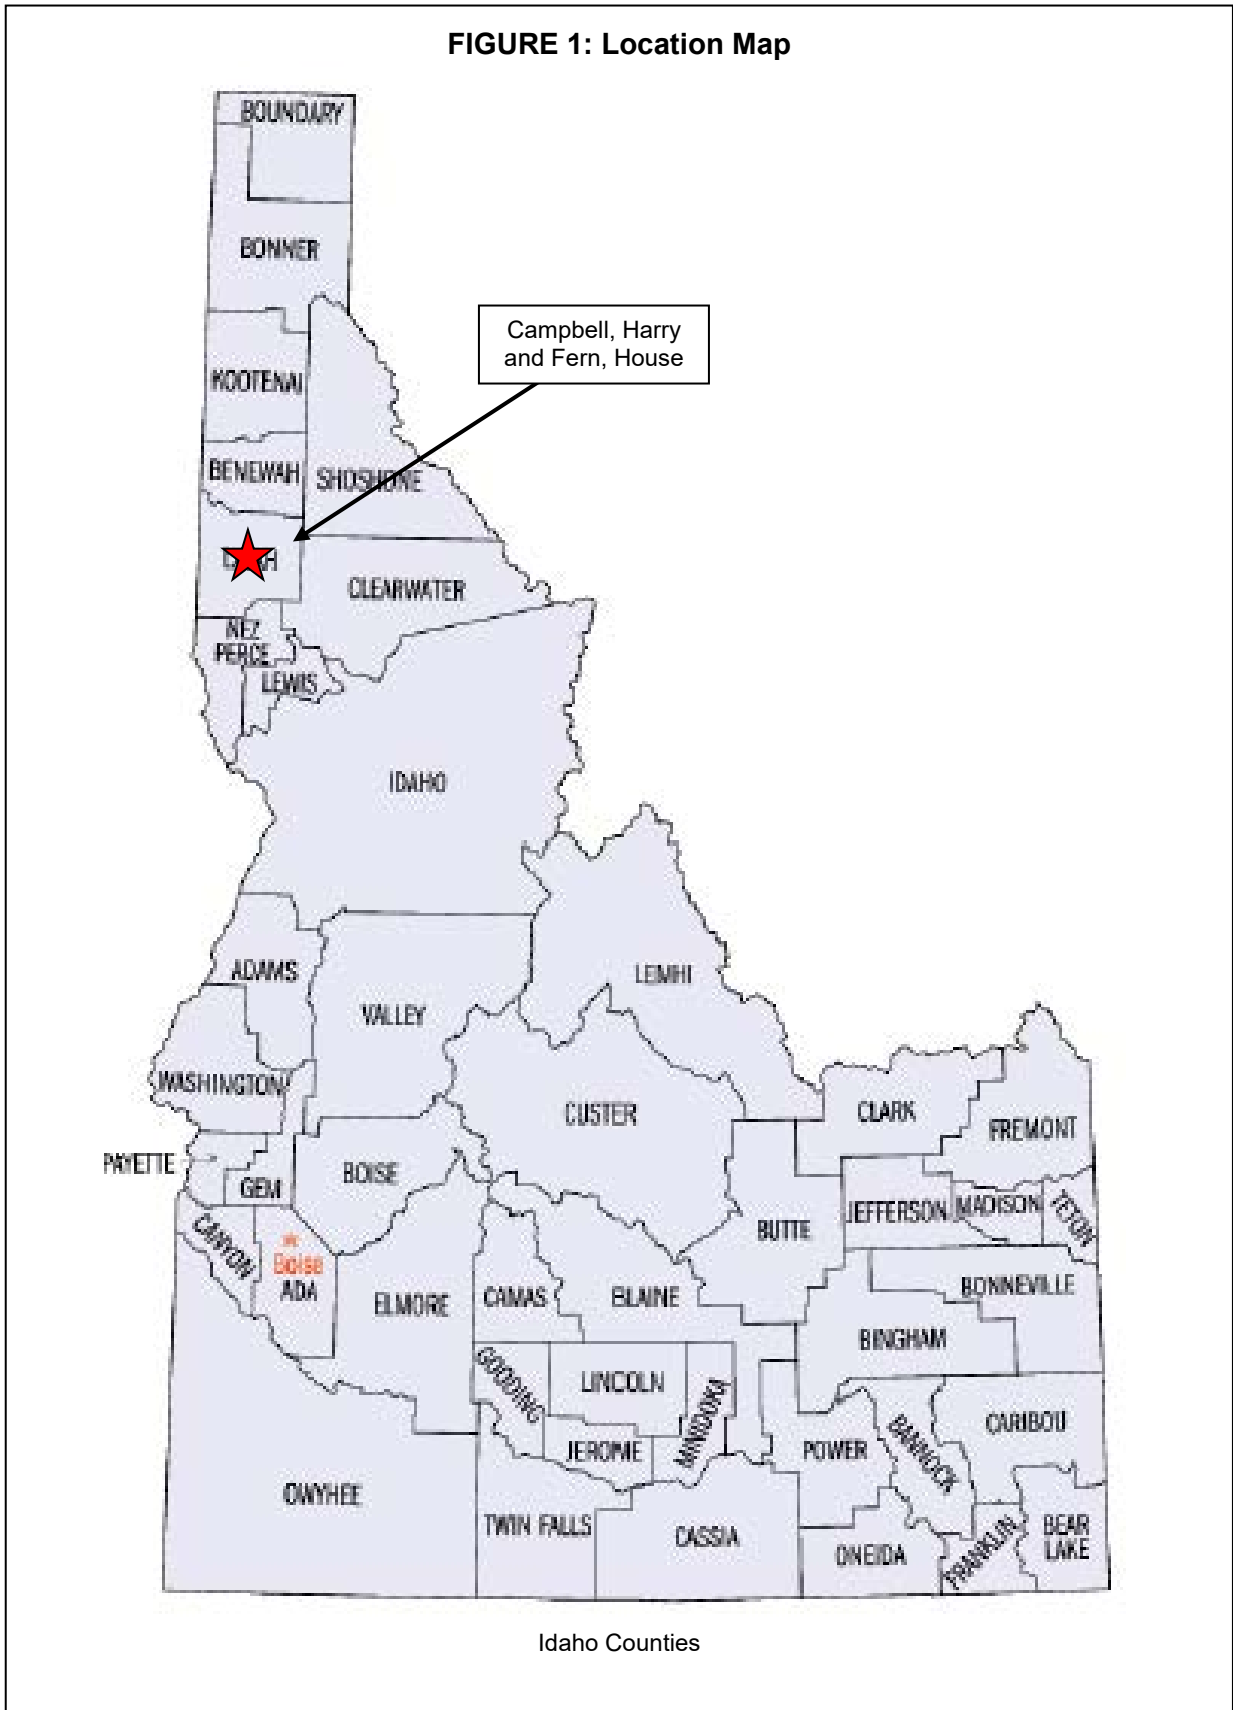 FIGURE 1: Location Map
BOUNDARY
BONNER
Campbell, Harry
and Fern, House
KOOTENAI
BENEWAH
SHOSHONE
CLEARWATER
NEZ
PERCE
LEWIS
IDAHO
ADAMS
LEMHI
VALLEY
WASHINGTON
CUSTER
CLARK
FREMONT
PAYETTE
BOISE
GEM
JEFFERSON
MADISON
TETON
CANYON
BUTTE
Boise
ADA
ELMORE
CAMAS
BLAINE
BONNEVILLE
BINGHAM
GOODING
LINCOLN
MINIDOKA
JEROME
POWER
BANNOCK
CARIBOU
OWYHEE
TWIN FALLS
CASSIA
ONEIDA
FRANKLIN
BEAR
LAKE
Idaho Counties